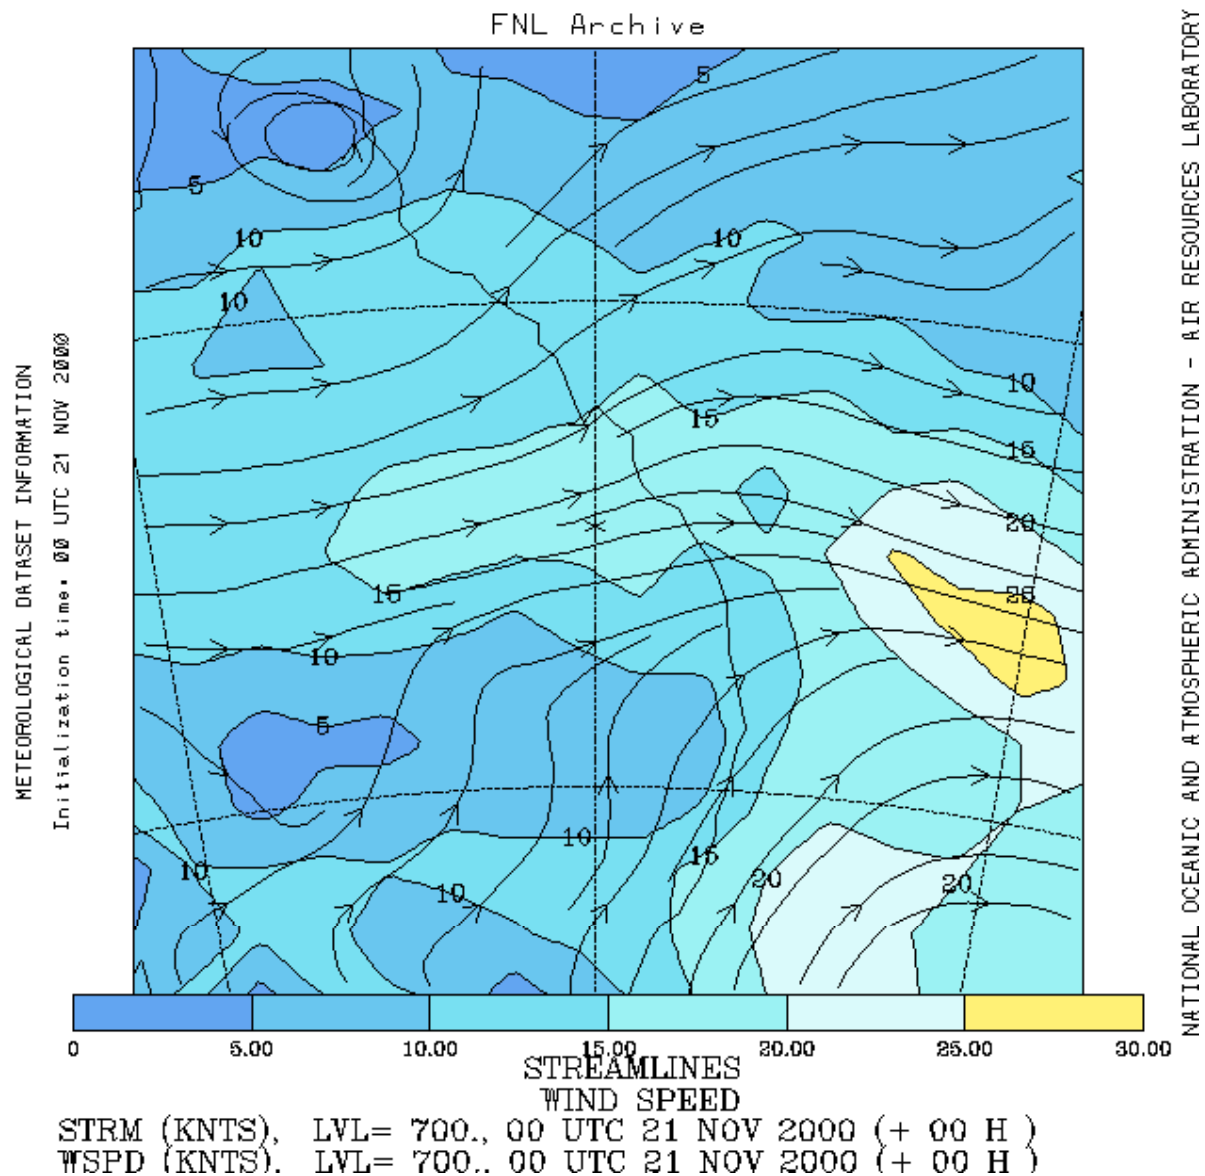 FNL Archive
METEOROLOGICAL DATASET INFORMATION
Initialization time: 00 UTC 21 NOV 2000
NATIONAL OCEANIC AND ATMOSPHERIC ADMINISTRATION - AIR RESOURCES LABORATORY
5
5
10
10
10
10
15
15
20
15
25
10
5
10
15
10
20
20
10
0 5.00 10.00 15.00 20.00 25.00 30.00
STREAMLINES
WIND SPEED
STRM (KNTS), LVL= 700., 00 UTC 21 NOV 2000 (+ 00 H )
WSPD (KNTS), LVL= 700., 00 UTC 21 NOV 2000 (+ 00 H )